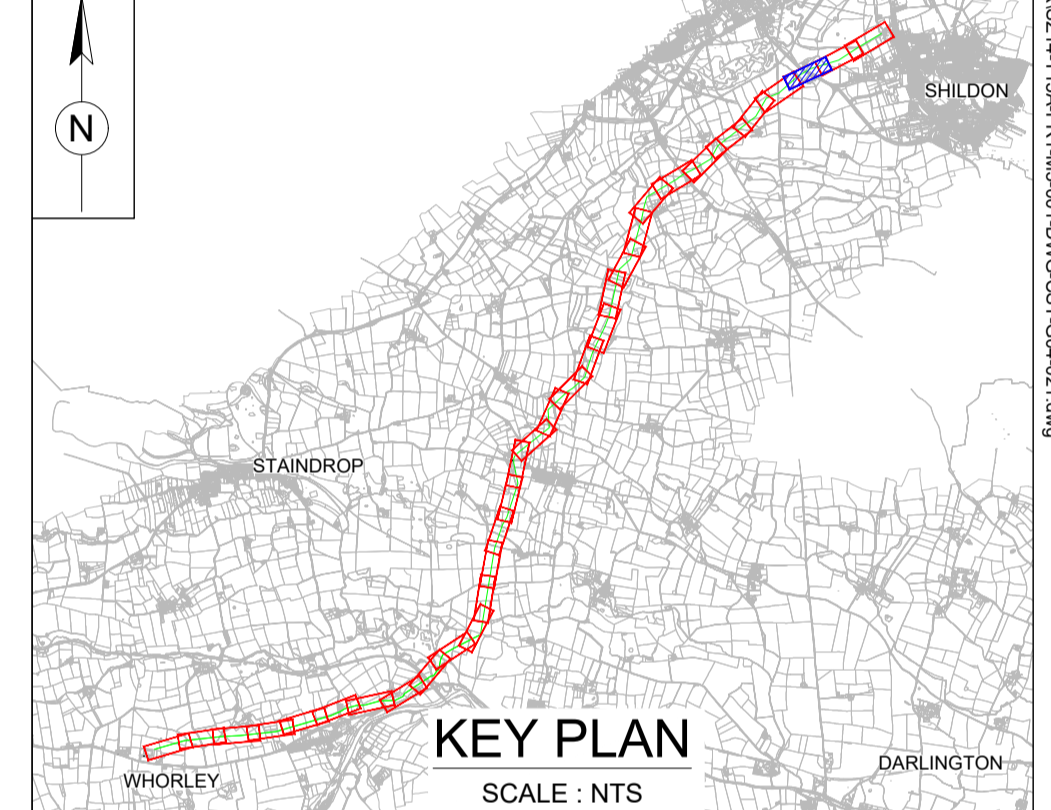 N
SHILDON
STAINDROP
WHORLEY
KEY PLAN
SCALE : NTS
DARLINGTON